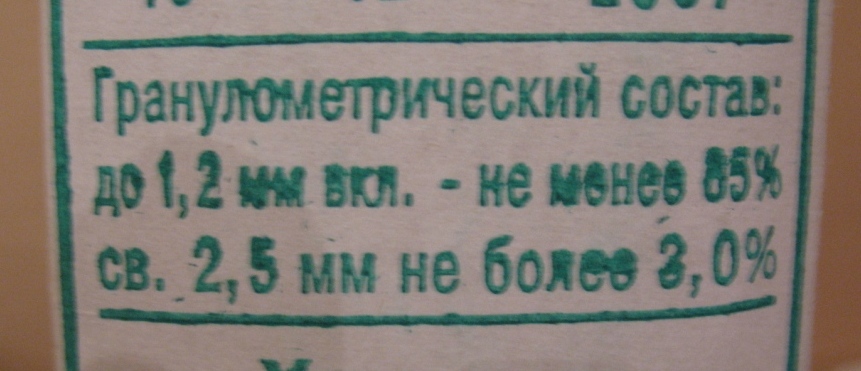 Гранулометрический состав:
до 1,2 мм вкл. - не менее 85%
св. 2,5 мм не более 3,0%